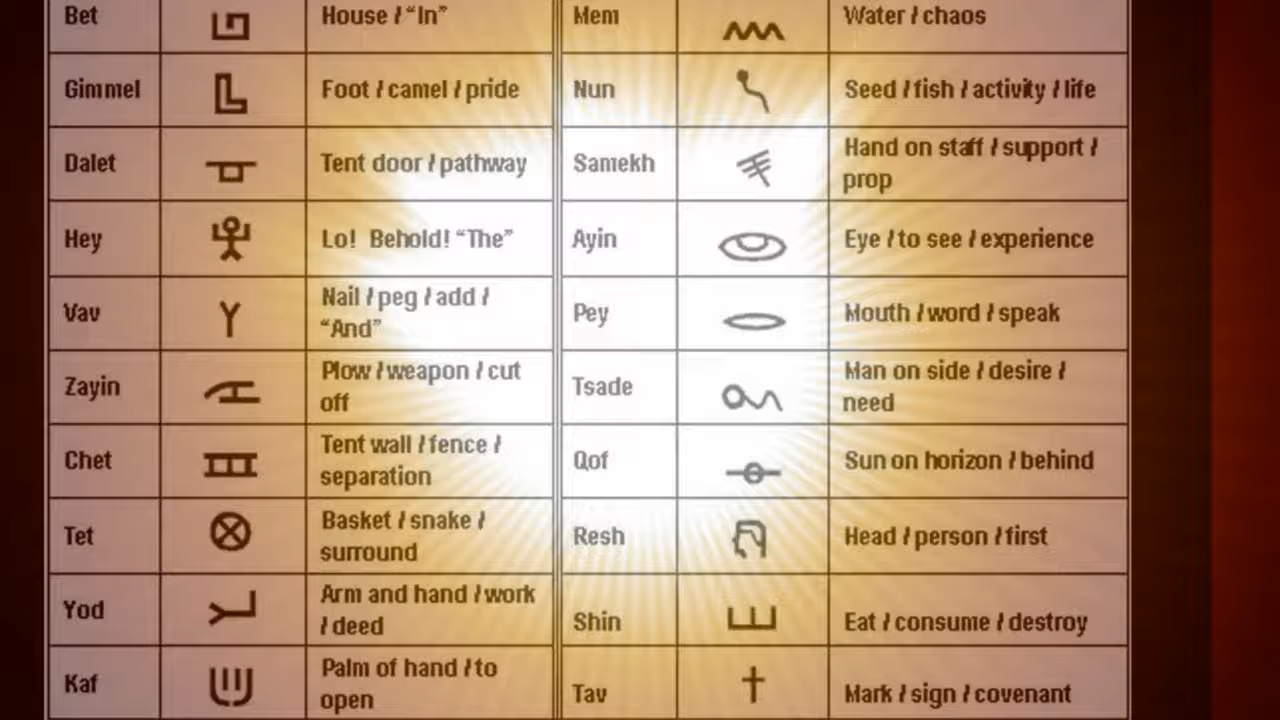 Bet House / “In” Mem Water / chaos
Gimmel Foot / camel / pride Nun Seed / fish / activity / life
Dalet Tent door / pathway Samekh Hand on staff / support /
prop
Hey Lo! Behold! “The” Ayin Eye / to see / experience
Vav Nail / peg / add /
“And” Pey Mouth / word / speak
Zayin Plow / weapon / cut
off Tsade Man on side / desire /
need
Chet Tent wall / fence /
separation Qof Sun on horizon / behind
Tet Basket / snake /
surround Resh Head / person / first
Yod Arm and hand / work
/ deed Shin Eat / consume / destroy
Kaf Palm of hand / to
open Tav Mark / sign / covenant